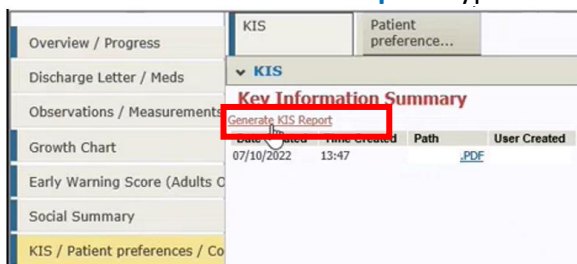 Overview / Progress
Discharge Letter / Meds
Observations / Measurements
Growth Chart
Early Warning Score (Adults O
Social Summary
KIS / Patient preferences / Co
KIS
Patient
preference...
KIS
Key Information Summary
Generate KIS Report
Date Created Time Created Path User Created
07/10/2022 13:47 .PDF